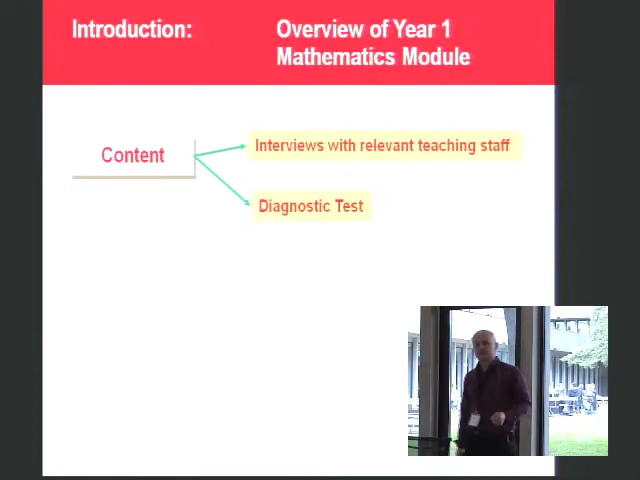 Introduction: Overview of Year 1
Mathematics Module
Content
Interviews with relevant teaching staff
Diagnostic Test